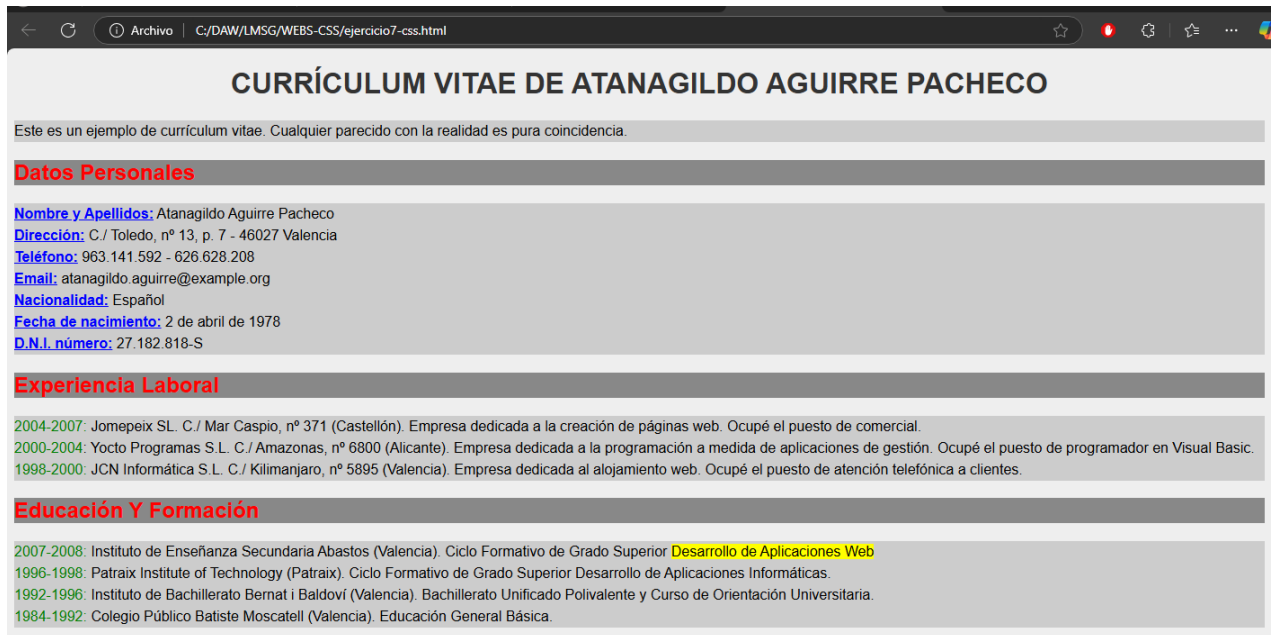 Archivo | C:/DAW/LMSG/WEBS-CSS/ejercicio7-css.html
CURRÍCULUM VITAE DE ATANAGILDO AGUIRRE PACHECO
Este es un ejemplo de currículum vitae. Cualquier parecido con la realidad es pura coincidencia.
Datos Personales
Nombre y Apellidos: Atanagildo Aguirre Pacheco
Dirección: C./ Toledo, nº 13, p. 7 - 46027 Valencia
Teléfono: 963.141.592 - 626.628.208
Email: atanagildo.aguirre@example.org
Nacionalidad: Español
Fecha de nacimiento: 2 de abril de 1978
D.N.I. número: 27.182.818-S
Experiencia Laboral
2004-2007: Jomepeix SL. C./ Mar Caspio, nº 371 (Castellón). Empresa dedicada a la creación de páginas web. Ocupé el puesto de comercial.
2000-2004: Yocto Programas S.L. C./ Amazonas, nº 6800 (Alicante). Empresa dedicada a la programación a medida de aplicaciones de gestión. Ocupé el puesto de programador en Visual Basic.
1998-2000: JCN Informática S.L. C./ Kilimanjaro, nº 5895 (Valencia). Empresa dedicada al alojamiento web. Ocupé el puesto de atención telefónica a clientes.
Educación Y Formación
2007-2008: Instituto de Enseñanza Secundaria Abastos (Valencia). Ciclo Formativo de Grado Superior Desarrollo de Aplicaciones Web
1996-1998: Patraix Institute of Technology (Patraix). Ciclo Formativo de Grado Superior Desarrollo de Aplicaciones Informáticas.
1992-1996: Instituto de Bachillerato Bernat i Baldoví (Valencia). Bachillerato Unificado Polivalente y Curso de Orientación Universitaria.
1984-1992: Colegio Público Batiste Moscatell (Valencia). Educación General Básica.